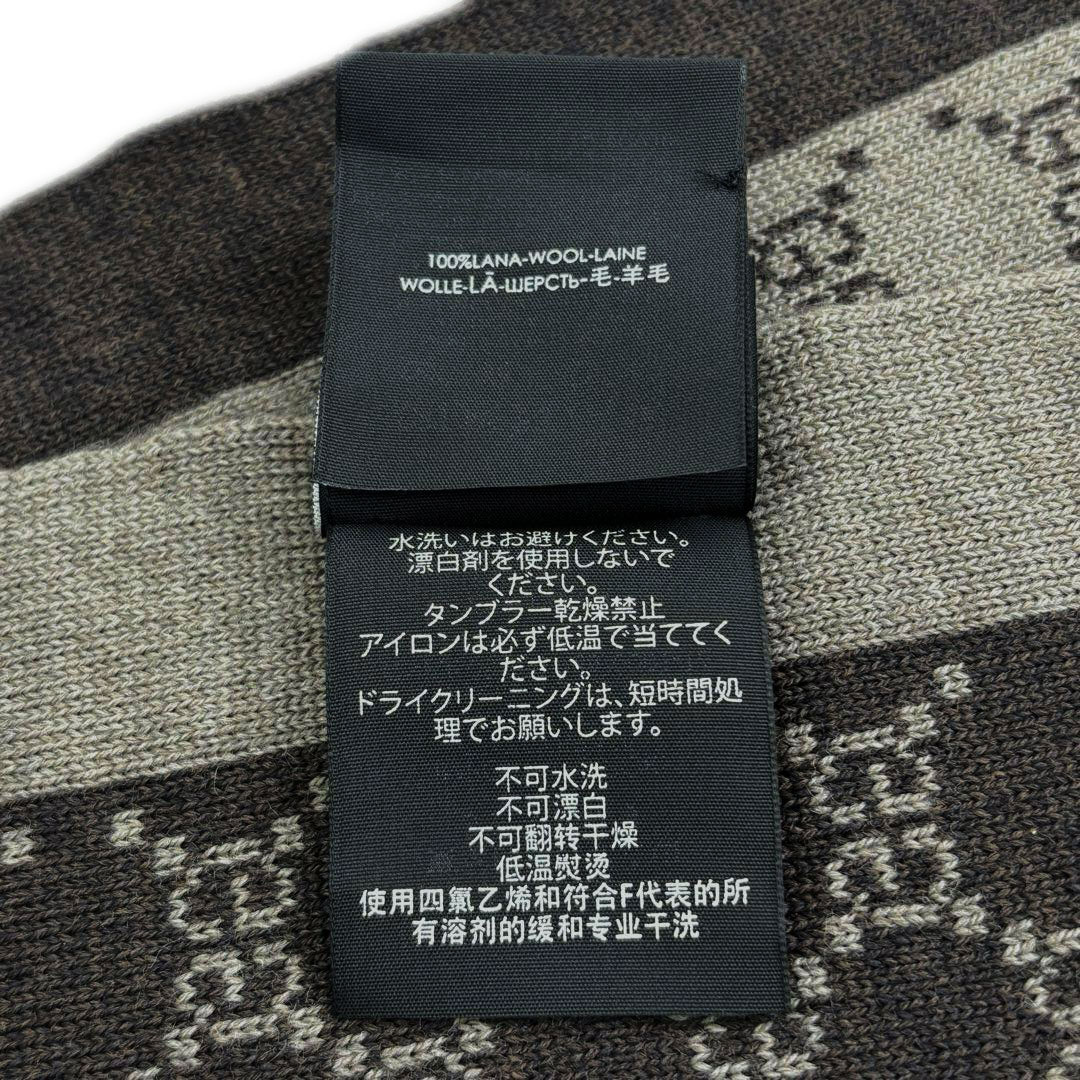 100%LANA-WOOL-LAINE
WOLLE-LÃ-ШЕРСТЬ-毛-羊毛
水洗いはお避けください。
漂白剤を使用しないで
ください。
タンブラー乾燥禁止
アイロンは必ず低温で当ててく
ださい。
ドライクリーニングは、短時間処
理でお願いします。
不可水洗
不可漂白
不可翻转干燥
低温熨烫
使用四氯乙烯和符合F代表的所
有溶剂的缓和专业干洗